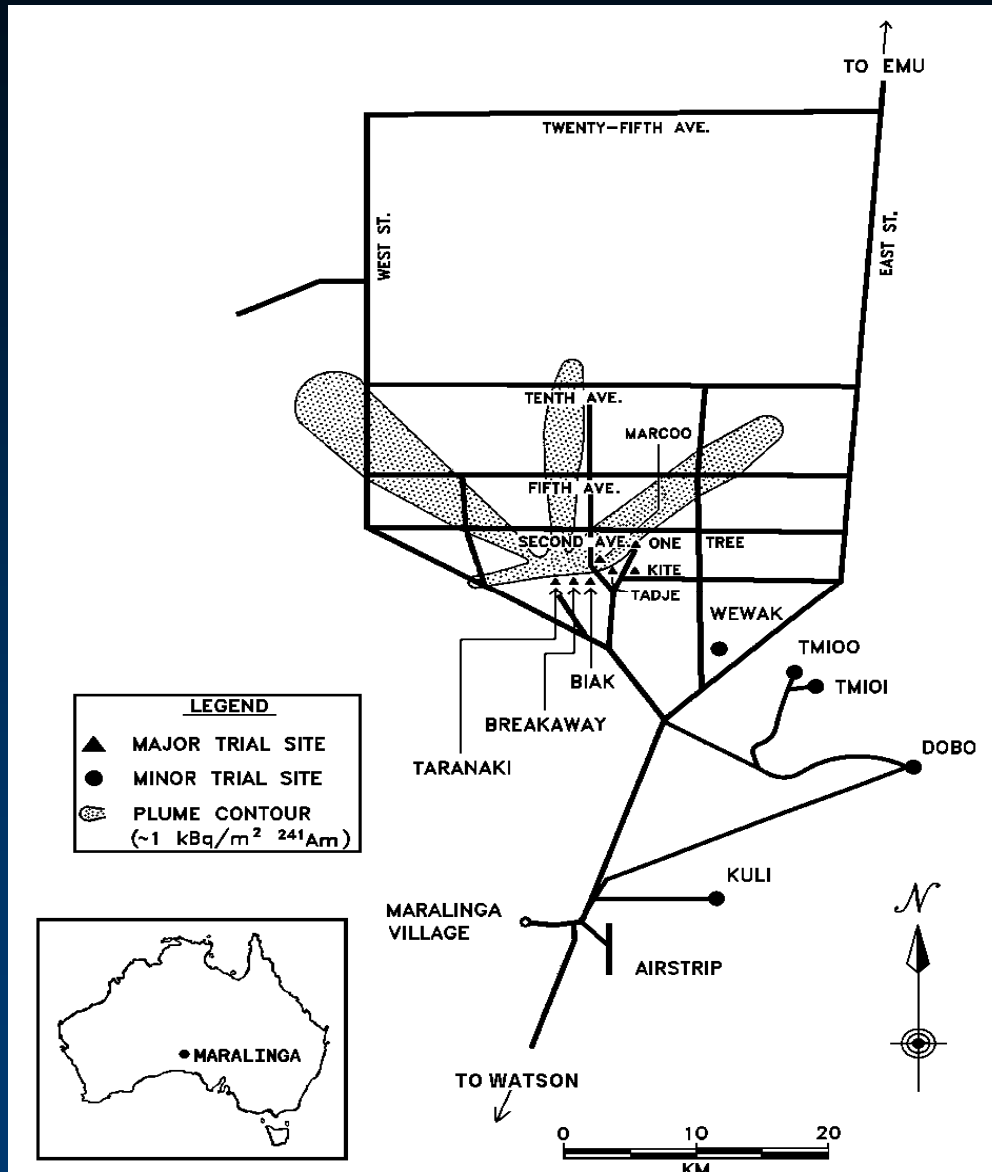 TO EMU
TWENTY-FIFTH AVE.
WEST ST.
EAST ST.
TENTH AVE.
MARCOO
FIFTH AVE.
SECOND AVE.
ONE TREE
KITE
TADJE
WEWAK
TM100
TM101
BIAK
BREAKAWAY
TARANAKI
DOBO
LEGEND
MAJOR TRIAL SITE
MINOR TRIAL SITE
PLUME CONTOUR
(~1 kBq/m² ²⁴¹Am)
KULI
MARALINGA
VILLAGE
AIRSTRIP
N
MARALINGA
TO WATSON
0 10 20
KM